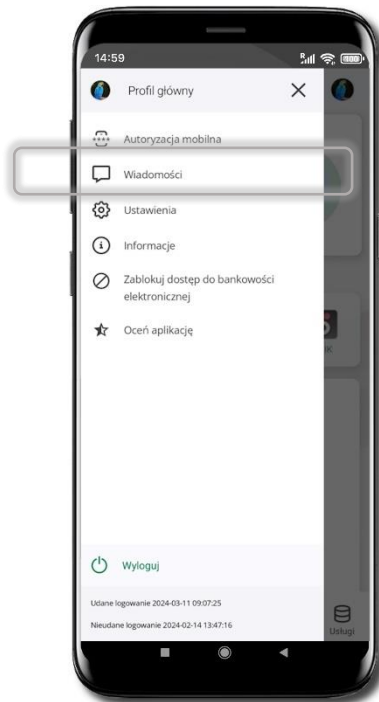 14:59
Profil główny
Autoryzacja mobilna
Wiadomości
Ustawienia
Informacje
Zablokuj dostęp do bankowości
elektronicznej
Oceń aplikację
Wyloguj
Udane logowanie 2024-03-11 09:07:25
Nieudane logowanie 2024-02-14 13:47:16
Usługi